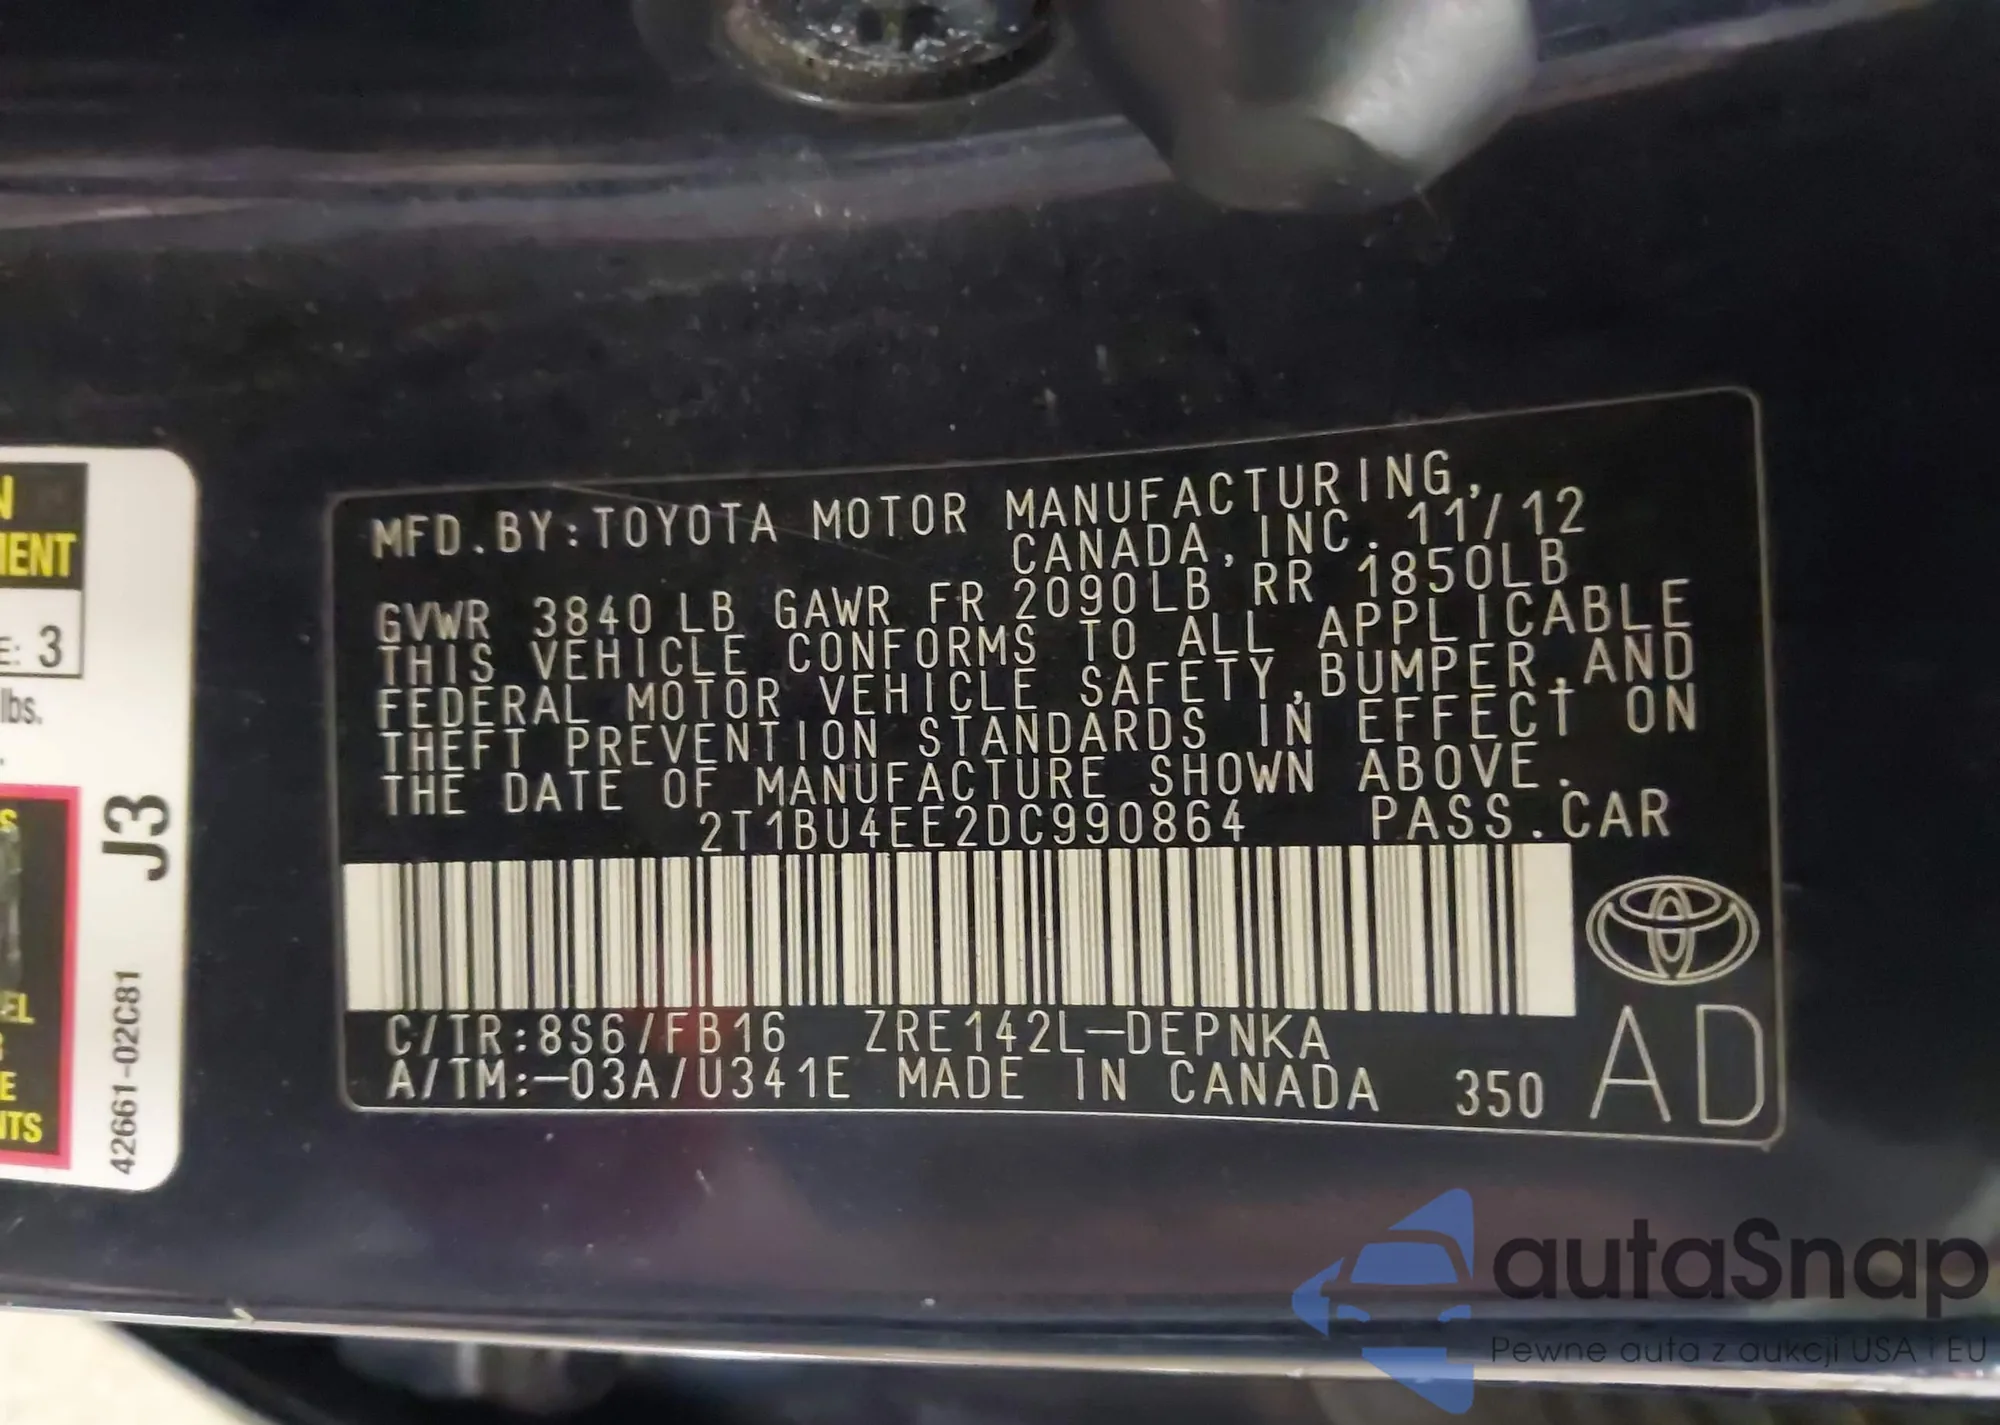 MFD.BY:TOYOTA MOTOR MANUFACTURING,
CANADA,INC. 11/12
GVWR 3840LB GAWR FR 2090LB RR 1850LB
THIS VEHICLE CONFORMS TO ALL APPLICABLE
FEDERAL MOTOR VEHICLE SAFETY,BUMPER,AND
THEFT PREVENTION STANDARDS IN EFFECT ON
THE DATE OF MANUFACTURE SHOWN ABOVE.
2T1BU4EE2DC990864 PASS.CAR
C/TR:8S6/FB16 ZRE142L-DEPNKA
A/TM:-03A/U341E MADE IN CANADA 350
AD
E: 3
lbs.
J3
42661-02C81
autaSnap
Pewne auta z aukcji USA i EU